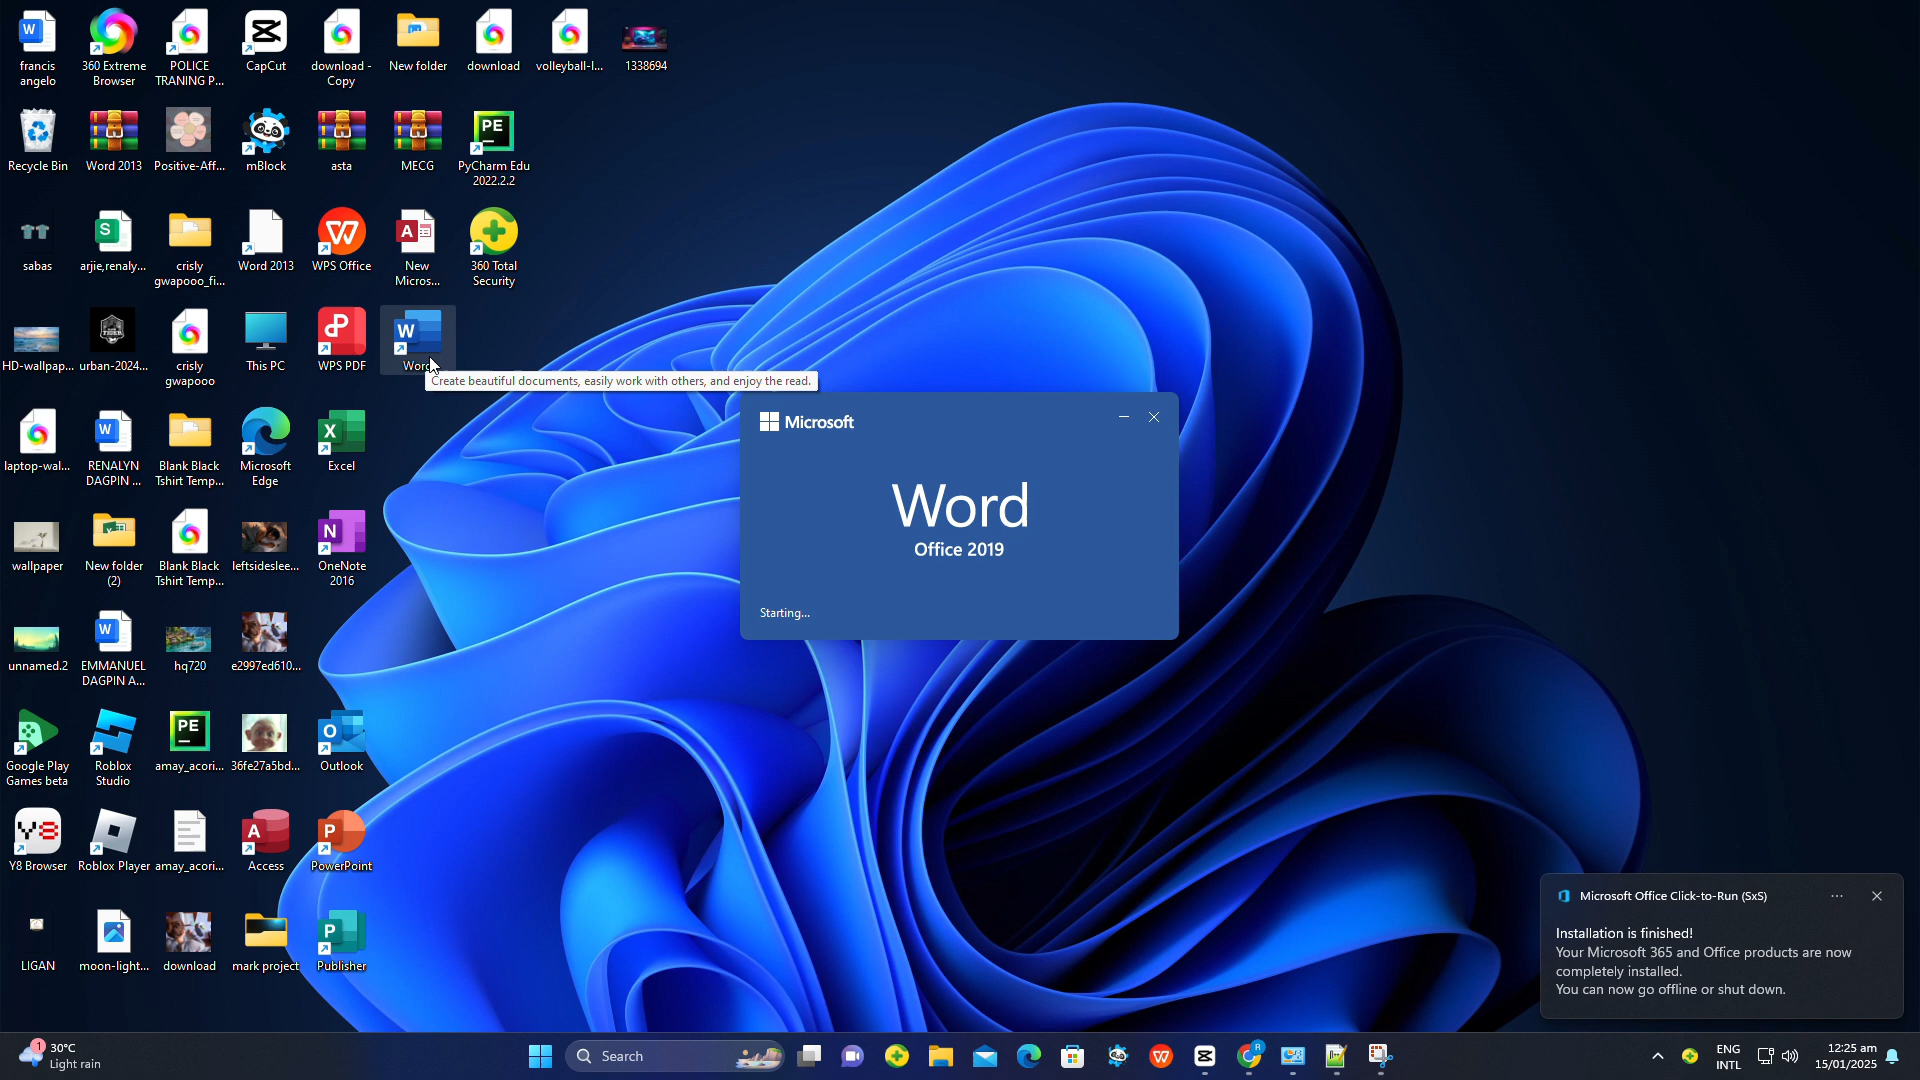 francis
angelo
360 Extreme
Browser
POLICE
TRANING P...
CapCut
download -
Copy
New folder
download
volleyball-l...
1338694
Recycle Bin
Word 2013
Positive-Aff...
mBlock
asta
MECG
PyCharm Edu
2022.2.2
sabas
arjie,renaly...
crisly
gwapooo_fi...
Word 2013
WPS Office
New
Micros...
360 Total
Security
HD-wallpap...
urban-2024...
crisly
gwapooo
This PC
WPS PDF
Word
Create beautiful documents, easily work with others, and enjoy the read.
laptop-wal...
RENALYN
DAGPIN ...
Blank Black
Tshirt Temp...
Microsoft
Edge
Excel
wallpaper
New folder
(2)
Blank Black
Tshirt Temp...
leftsideslee...
OneNote
2016
unnamed.2
EMMANUEL
DAGPIN A...
hq720
e2997ed610...
Google Play
Games beta
Roblox
Studio
amay_acori...
36fe27a5bd...
Outlook
Y8 Browser
Roblox Player
amay_acori...
Access
PowerPoint
LIGAN
moon-light...
download
mark project
Publisher
Microsoft
Word
Office 2019
Starting...
Microsoft Office Click-to-Run (SxS)
Installation is finished!
Your Microsoft 365 and Office products are now
completely installed.
You can now go offline or shut down.
1
30°C
Light rain
Search
R
ENG
INTL
12:25 am
15/01/2025